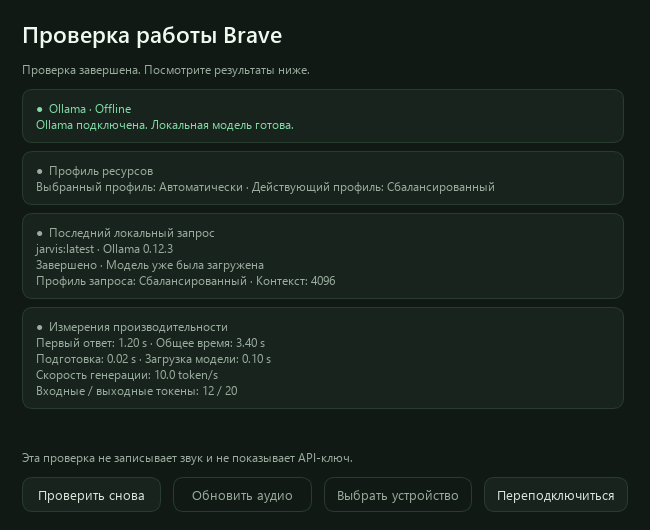 Проверка работы Brave
Проверка завершена. Посмотрите результаты ниже.
● Ollama · Offline
Ollama подключена. Локальная модель готова.
● Профиль ресурсов
Выбранный профиль: Автоматически · Действующий профиль: Сбалансированный
● Последний локальный запрос
jarvis:latest · Ollama 0.12.3
Завершено · Модель уже была загружена
Профиль запроса: Сбалансированный · Контекст: 4096
● Измерения производительности
Первый ответ: 1.20 s · Общее время: 3.40 s
Подготовка: 0.02 s · Загрузка модели: 0.10 s
Скорость генерации: 10.0 token/s
Входные / выходные токены: 12 / 20
Эта проверка не записывает звук и не показывает API-ключ.
Проверить снова
Обновить аудио
Выбрать устройство
Переподключиться